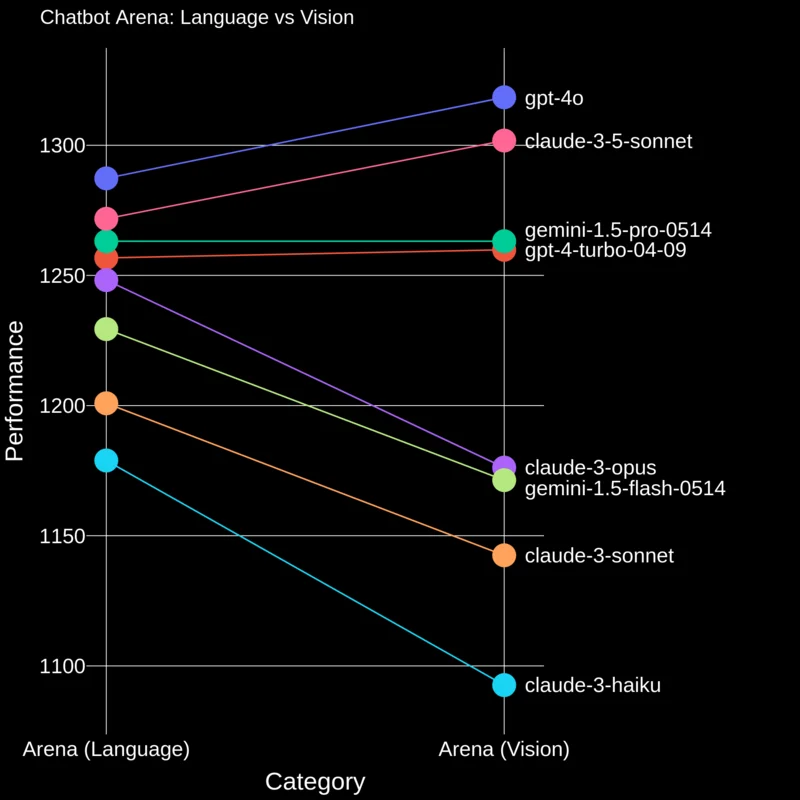 Chatbot Arena: Language vs Vision
gpt-4o
1300
claude-3-5-sonnet
gemini-1.5-pro-0514
gpt-4-turbo-04-09
1250
Performance
1200
claude-3-opus
gemini-1.5-flash-0514
1150
claude-3-sonnet
1100
claude-3-haiku
Arena (Language)
Arena (Vision)
Category